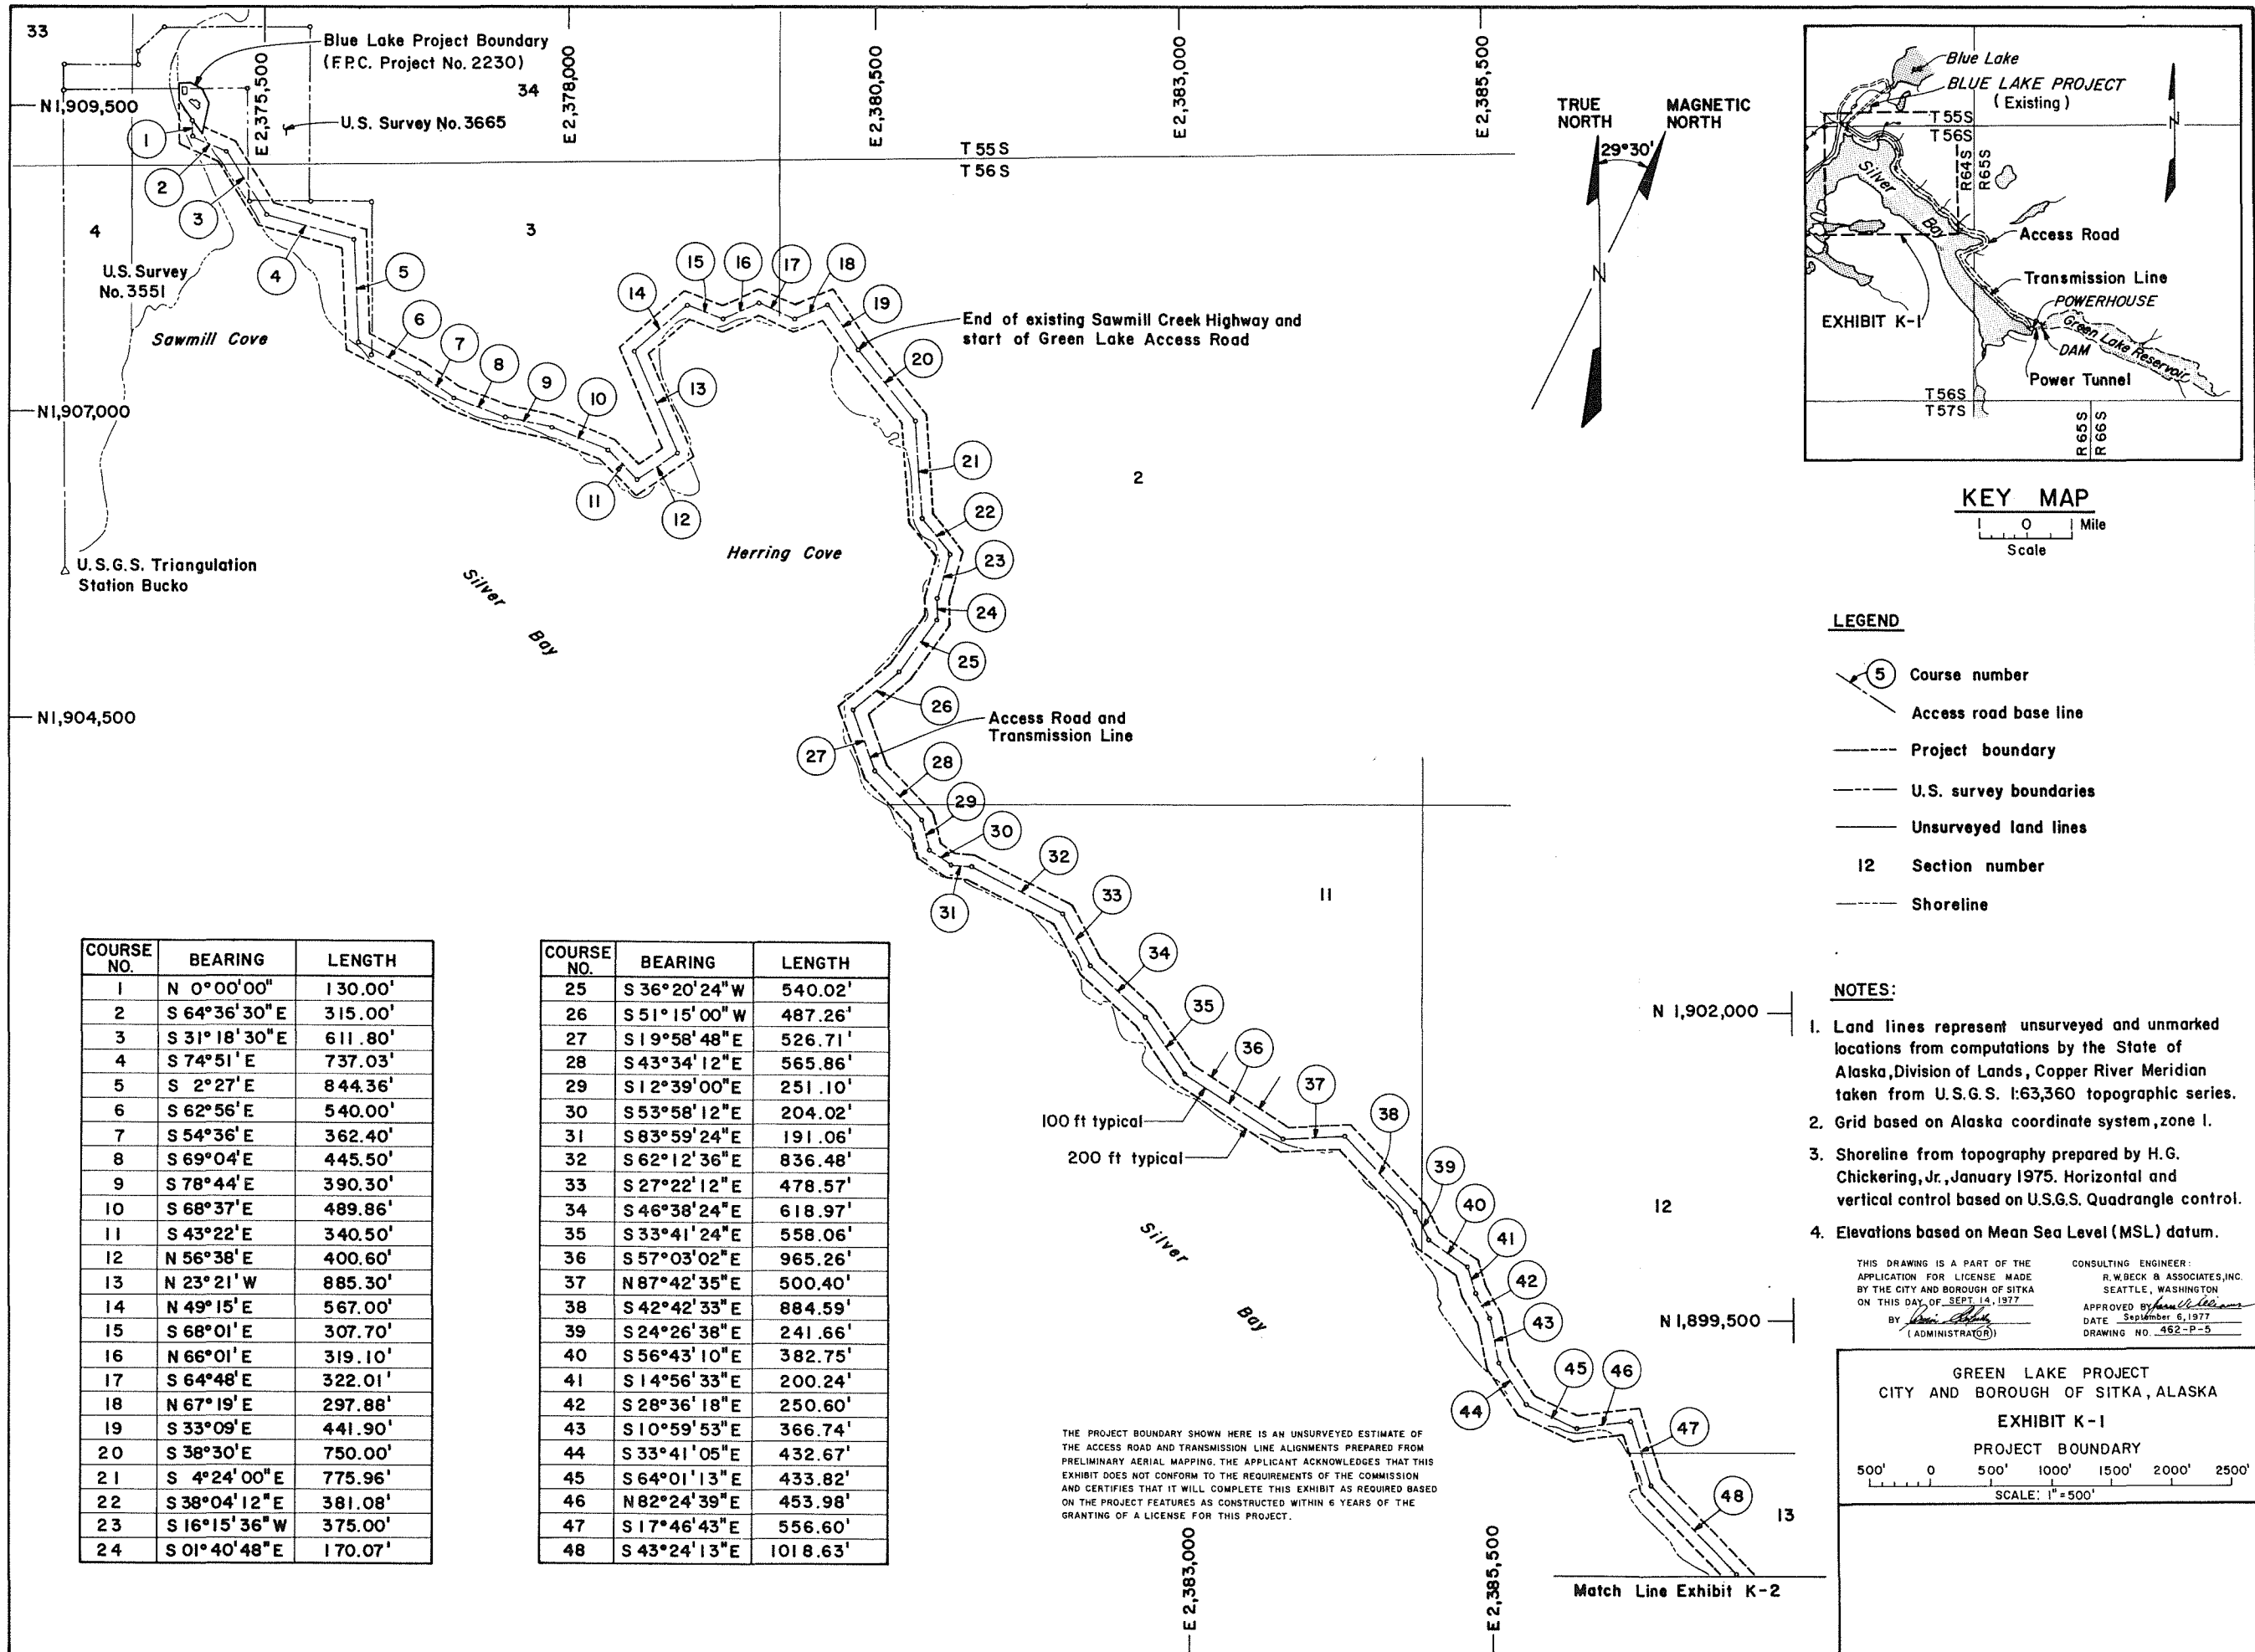 33
Blue Lake Project Boundary
(F.P.C. Project No. 2230)
E 2,375,500
E 2,378,000
E 2,380,500
E 2,383,000
E 2,385,500
34
N 1,909,500
U.S. Survey No. 3665
T 55 S
T 56 S
1
2
3
4
3
4
U.S. Survey
No. 3551
5
Sawmill Cove
6
7
8
9
10
11
12
13
14
15
16
17
18
19
End of existing Sawmill Creek Highway and
start of Green Lake Access Road
20
N 1,907,000
21
2
22
23
24
25
26
Herring Cove
U.S.G.S. Triangulation
Station Bucko
Silver
Bay
N 1,904,500
Access Road and
Transmission Line
27
28
29
30
31
32
33
11
34
35
36
37
100 ft typical
200 ft typical
38
39
40
41
12
42
43
44
45
46
47
48
13
Silver
Bay
N 1,902,000
N 1,899,500
E 2,383,000
E 2,385,500
Match Line Exhibit K-2
TRUE
NORTH
MAGNETIC
NORTH
29°30'
N
Blue Lake
BLUE LAKE PROJECT
(Existing)
N
T 55S
T 56S
R64S
R65S
Silver
Bay
Access Road
Transmission Line
POWERHOUSE
EXHIBIT K-1
Green Lake Reservoir
DAM
Power Tunnel
T56S
T57S
R65S
R66S
KEY MAP
1 0 1 Mile
Scale
LEGEND
5 Course number
Access road base line
Project boundary
U.S. survey boundaries
Unsurveyed land lines
12 Section number
Shoreline
NOTES:
1. Land lines represent unsurveyed and unmarked
locations from computations by the State of
Alaska, Division of Lands, Copper River Meridian
taken from U.S.G.S. 1:63,360 topographic series.
2. Grid based on Alaska coordinate system, zone 1.
3. Shoreline from topography prepared by H.G.
Chickering, Jr., January 1975. Horizontal and
vertical control based on U.S.G.S. Quadrangle control.
4. Elevations based on Mean Sea Level (MSL) datum.
COURSE NO. BEARING LENGTH
1 N 0°00'00" 130.00'
2 S 64°36'30" E 315.00'
3 S 31°18'30" E 611.80'
4 S 74°51' E 737.03'
5 S 2°27' E 844.36'
6 S 62°56' E 540.00'
7 S 54°36' E 362.40'
8 S 69°04' E 445.50'
9 S 78°44' E 390.30'
10 S 68°37' E 489.86'
11 S 43°22' E 340.50'
12 N 56°38' E 400.60'
13 N 23°21' W 885.30'
14 N 49°15' E 567.00'
15 S 68°01' E 307.70'
16 N 66°01' E 319.10'
17 S 64°48' E 322.01'
18 N 67°19' E 297.88'
19 S 33°09' E 441.90'
20 S 38°30' E 750.00'
21 S 4°24'00" E 775.96'
22 S 38°04'12" E 381.08'
23 S 16°15'36" W 375.00'
24 S 01°40'48" E 170.07'
COURSE NO. BEARING LENGTH
25 S 36°20'24" W 540.02'
26 S 51°15'00" W 487.26'
27 S 19°58'48" E 526.71'
28 S 43°34'12" E 565.86'
29 S 12°39'00" E 251.10'
30 S 53°58'12" E 204.02'
31 S 83°59'24" E 191.06'
32 S 62°12'36" E 836.48'
33 S 27°22'12" E 478.57'
34 S 46°38'24" E 618.97'
35 S 33°41'24" E 558.06'
36 S 57°03'02" E 965.26'
37 N 87°42'35" E 500.40'
38 S 42°42'33" E 884.59'
39 S 24°26'38" E 241.66'
40 S 56°43'10" E 382.75'
41 S 14°56'33" E 200.24'
42 S 28°36'18" E 250.60'
43 S 10°59'53" E 366.74'
44 S 33°41'05" E 432.67'
45 S 64°01'13" E 433.82'
46 N 82°24'39" E 453.98'
47 S 17°46'43" E 556.60'
48 S 43°24'13" E 1018.63'
THE PROJECT BOUNDARY SHOWN HERE IS AN UNSURVEYED ESTIMATE OF
THE ACCESS ROAD AND TRANSMISSION LINE ALIGNMENTS PREPARED FROM
PRELIMINARY AERIAL MAPPING. THE APPLICANT ACKNOWLEDGES THAT THIS
EXHIBIT DOES NOT CONFORM TO THE REQUIREMENTS OF THE COMMISSION
AND CERTIFIES THAT IT WILL COMPLETE THIS EXHIBIT AS REQUIRED BASED
ON THE PROJECT FEATURES AS CONSTRUCTED WITHIN 6 YEARS OF THE
GRANTING OF A LICENSE FOR THIS PROJECT.
THIS DRAWING IS A PART OF THE
APPLICATION FOR LICENSE MADE
BY THE CITY AND BOROUGH OF SITKA
ON THIS DAY OF SEPT. 14, 1977
BY
(ADMINISTRATOR)
CONSULTING ENGINEER:
R.W. BECK & ASSOCIATES, INC.
SEATTLE, WASHINGTON
APPROVED BY
DATE September 6, 1977
DRAWING NO. 462-P-5
GREEN LAKE PROJECT
CITY AND BOROUGH OF SITKA, ALASKA
EXHIBIT K-1
PROJECT BOUNDARY
500' 0 500' 1000' 1500' 2000' 2500'
SCALE: 1" = 500'